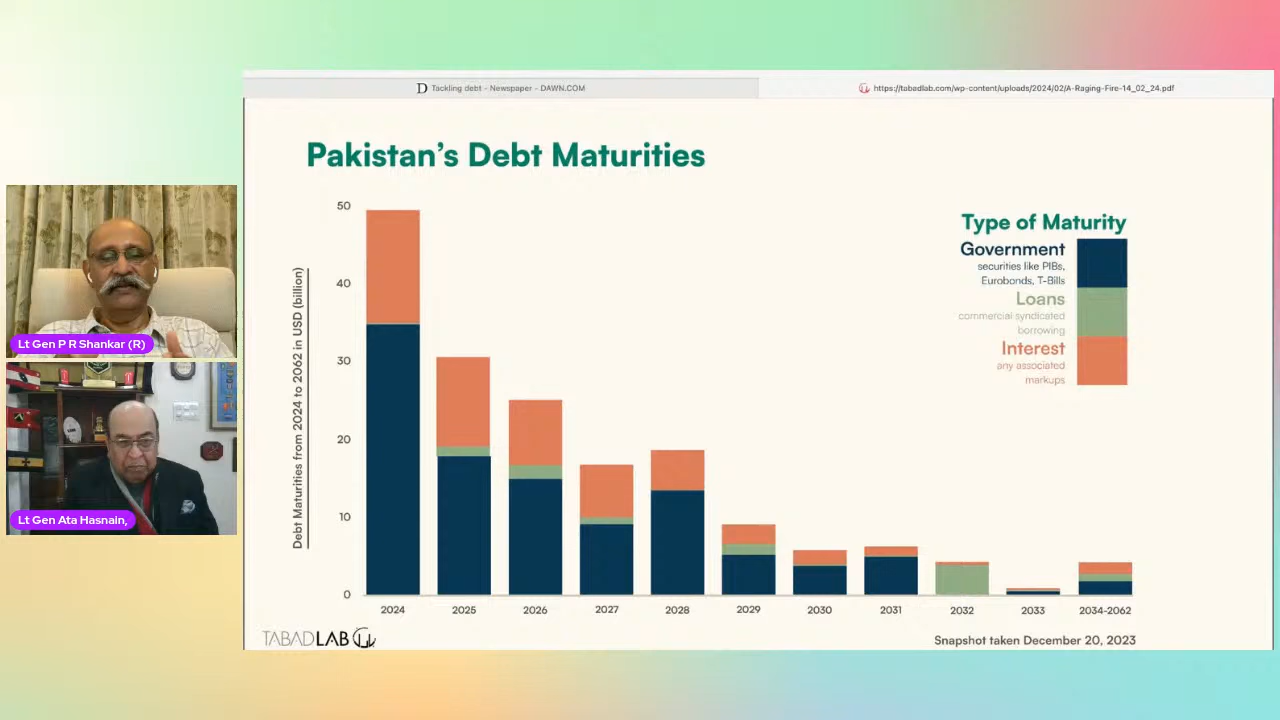 Tackling debt - Newspaper - DAWN.COM
https://tabadlab.com/wp-content/uploads/2024/02/A-Raging-Fire-14_02_24.pdf
Pakistan's Debt Maturities
Debt Maturities from 2024 to 2062 in USD (billion)
50
40
30
20
10
0
2024
2025
2026
2027
2028
2029
2030
2031
2032
2033
2034-2062
Type of Maturity
Government
securities like PIBs,
Eurobonds, T-Bills
Loans
commercial syndicated
borrowing
Interest
any associated
markups
TABADLAB
Snapshot taken December 20, 2023
Lt Gen P R Shankar (R)
Lt Gen Ata Hasnain,